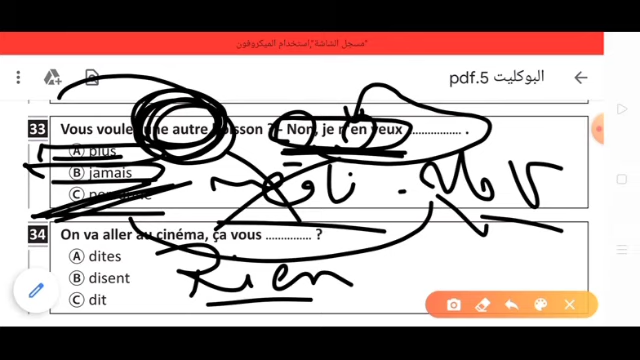 "مسجل الشاشة",إستخدام الميكروفون
البوكليت 5.pdf
33 Vous voulez une autre boisson ? - Non, je n'en veux ................ .
A plus
B jamais
C
34 On va aller au cinéma, ça vous .............. ?
A dites
B disent
C dit
Rien